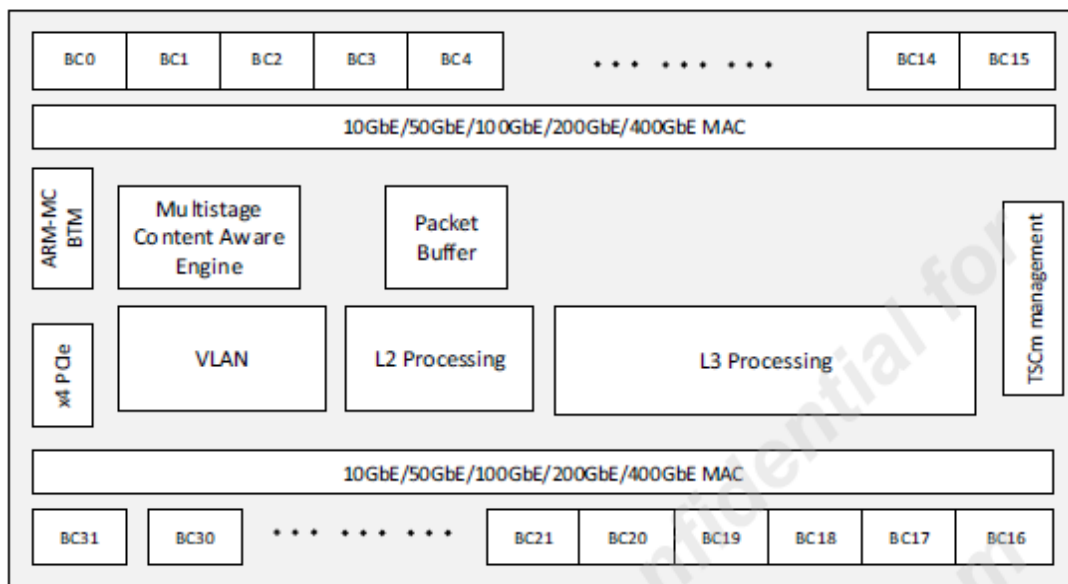 BC0 BC1 BC2 BC3 BC4 ... ... ... BC14 BC15
10GbE/50GbE/100GbE/200GbE/400GbE MAC
ARM-MC
BTM
Multistage
Content Aware
Engine
Packet
Buffer
TSCm management
x4 PCIe
VLAN
L2 Processing
L3 Processing
10GbE/50GbE/100GbE/200GbE/400GbE MAC
BC31 BC30 ... ... ... BC21 BC20 BC19 BC18 BC17 BC16
nfidential for
m